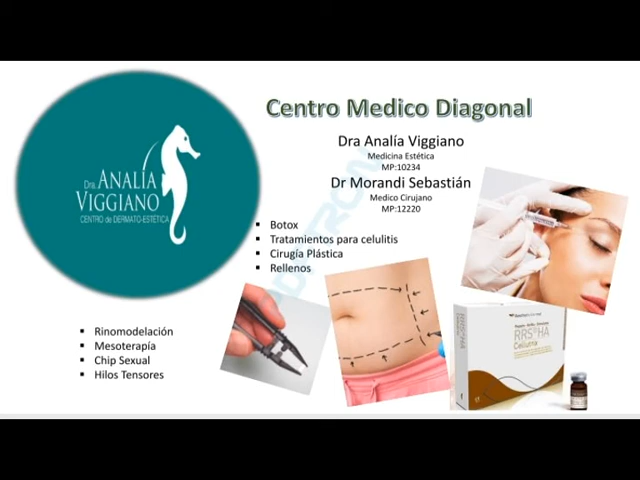 Centro Medico Diagonal
Dra Analía Viggiano
Medicina Estética
MP:10234
Dr Morandi Sebastián
Medico Cirujano
MP:12220
Dra. ANALÍA
VIGGIANO
CENTRO de DERMATO-ESTÉTICA
▪ Botox
▪ Tratamientos para celulitis
▪ Cirugía Plástica
▪ Rellenos
▪ Rinomodelación
▪ Mesoterapía
▪ Chip Sexual
▪ Hilos Tensores
RRS®HA
Cellutrix